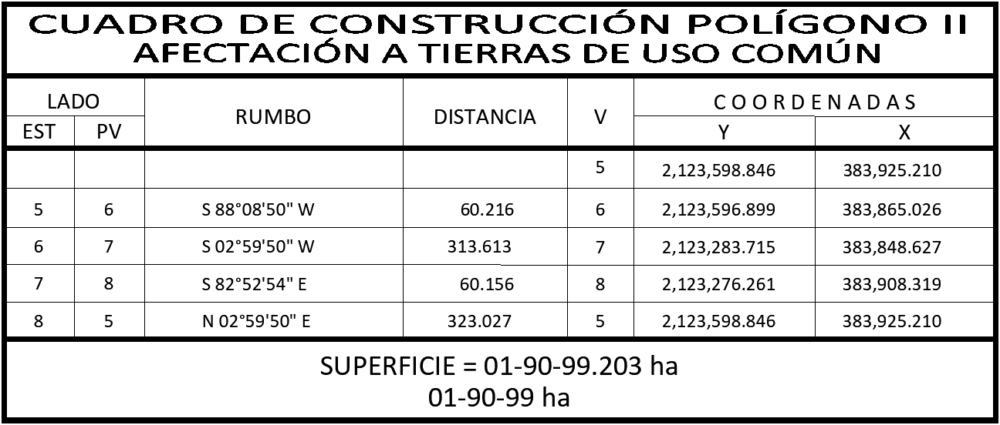 CUADRO DE CONSTRUCCIÓN POLÍGONO II
AFECTACIÓN A TIERRAS DE USO COMÚN
LADO RUMBO DISTANCIA V COORDENADAS
EST PV Y X
5 2,123,598.846 383,925.210
5 6 S 88°08'50" W 60.216 6 2,123,596.899 383,865.026
6 7 S 02°59'50" W 313.613 7 2,123,283.715 383,848.627
7 8 S 82°52'54" E 60.156 8 2,123,276.261 383,908.319
8 5 N 02°59'50" E 323.027 5 2,123,598.846 383,925.210
SUPERFICIE = 01-90-99.203 ha
01-90-99 ha